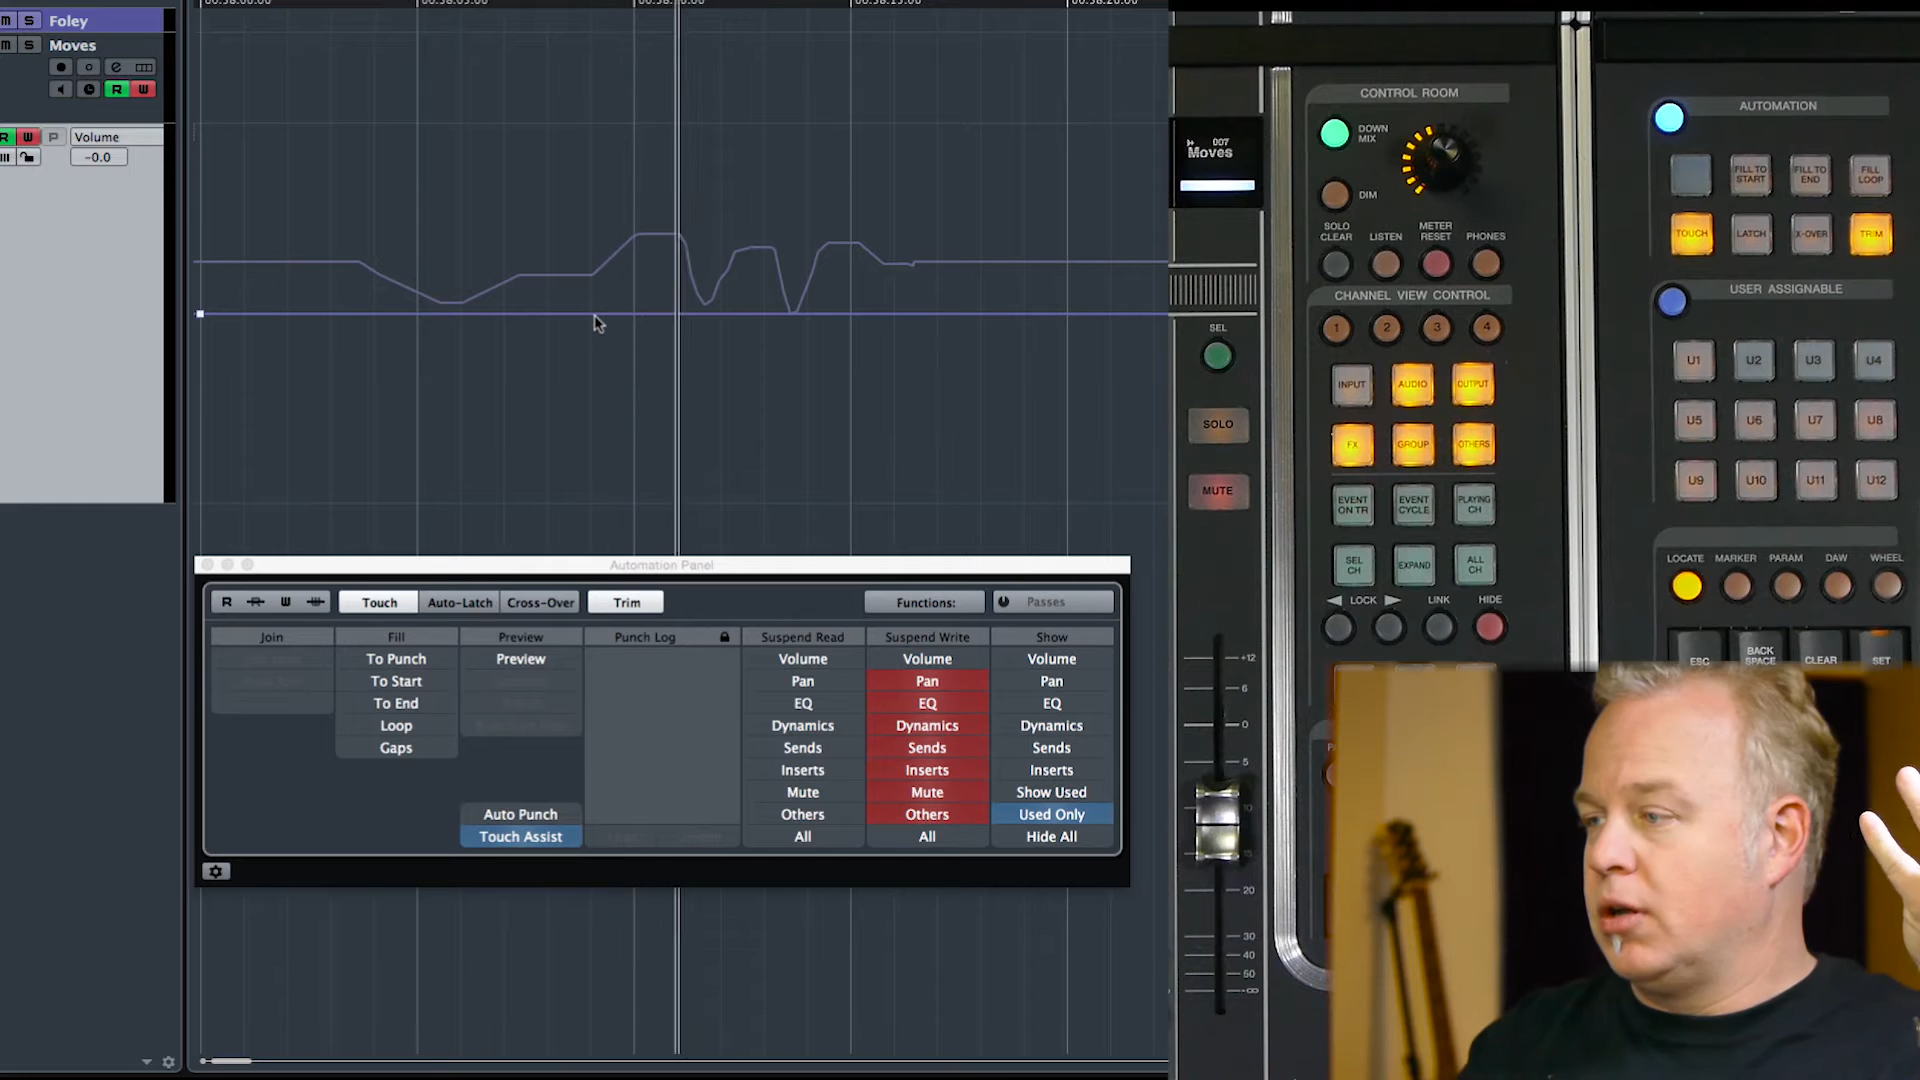 m S Foley
m S Moves
R W
R W P Volume
-0.0
007
Moves
CONTROL ROOM
DOWN MIX
DIM
SOLO CLEAR
LISTEN
METER RESET
PHONES
CHANNEL VIEW CONTROL
1 2 3 4
INPUT AUDIO OUTPUT
FX GROUP OTHERS
EVENT ON TR
EVENT CYCLE
PLAYING CH
SEL CH
EXPAND
ALL CH
LOCK LINK HIDE
SEL
SOLO
MUTE
+12
6
0
5
10
15
20
30
40
60
∞
AUTOMATION
FILL TO START
FILL TO END
FILL LOOP
TOUCH LATCH X-OVER TRIM
USER ASSIGNABLE
U1 U2 U3 U4
U5 U6 U7 U8
U9 U10 U11 U12
LOCATE MARKER PARAM DAW WHEEL
ESC
BACK SPACE
CLEAR
SET
Automation Panel
R W Touch Auto-Latch Cross-Over Trim Functions: Passes
Join Fill Preview Punch Log Suspend Read Suspend Write Show
To Punch Preview Volume Volume Volume
To Start Pan Pan Pan
To End EQ EQ EQ
Loop Dynamics Dynamics Dynamics
Gaps Sends Sends Sends
Inserts Inserts Inserts
Mute Mute Show Used
Auto Punch Others Others Used Only
Touch Assist All All Hide All